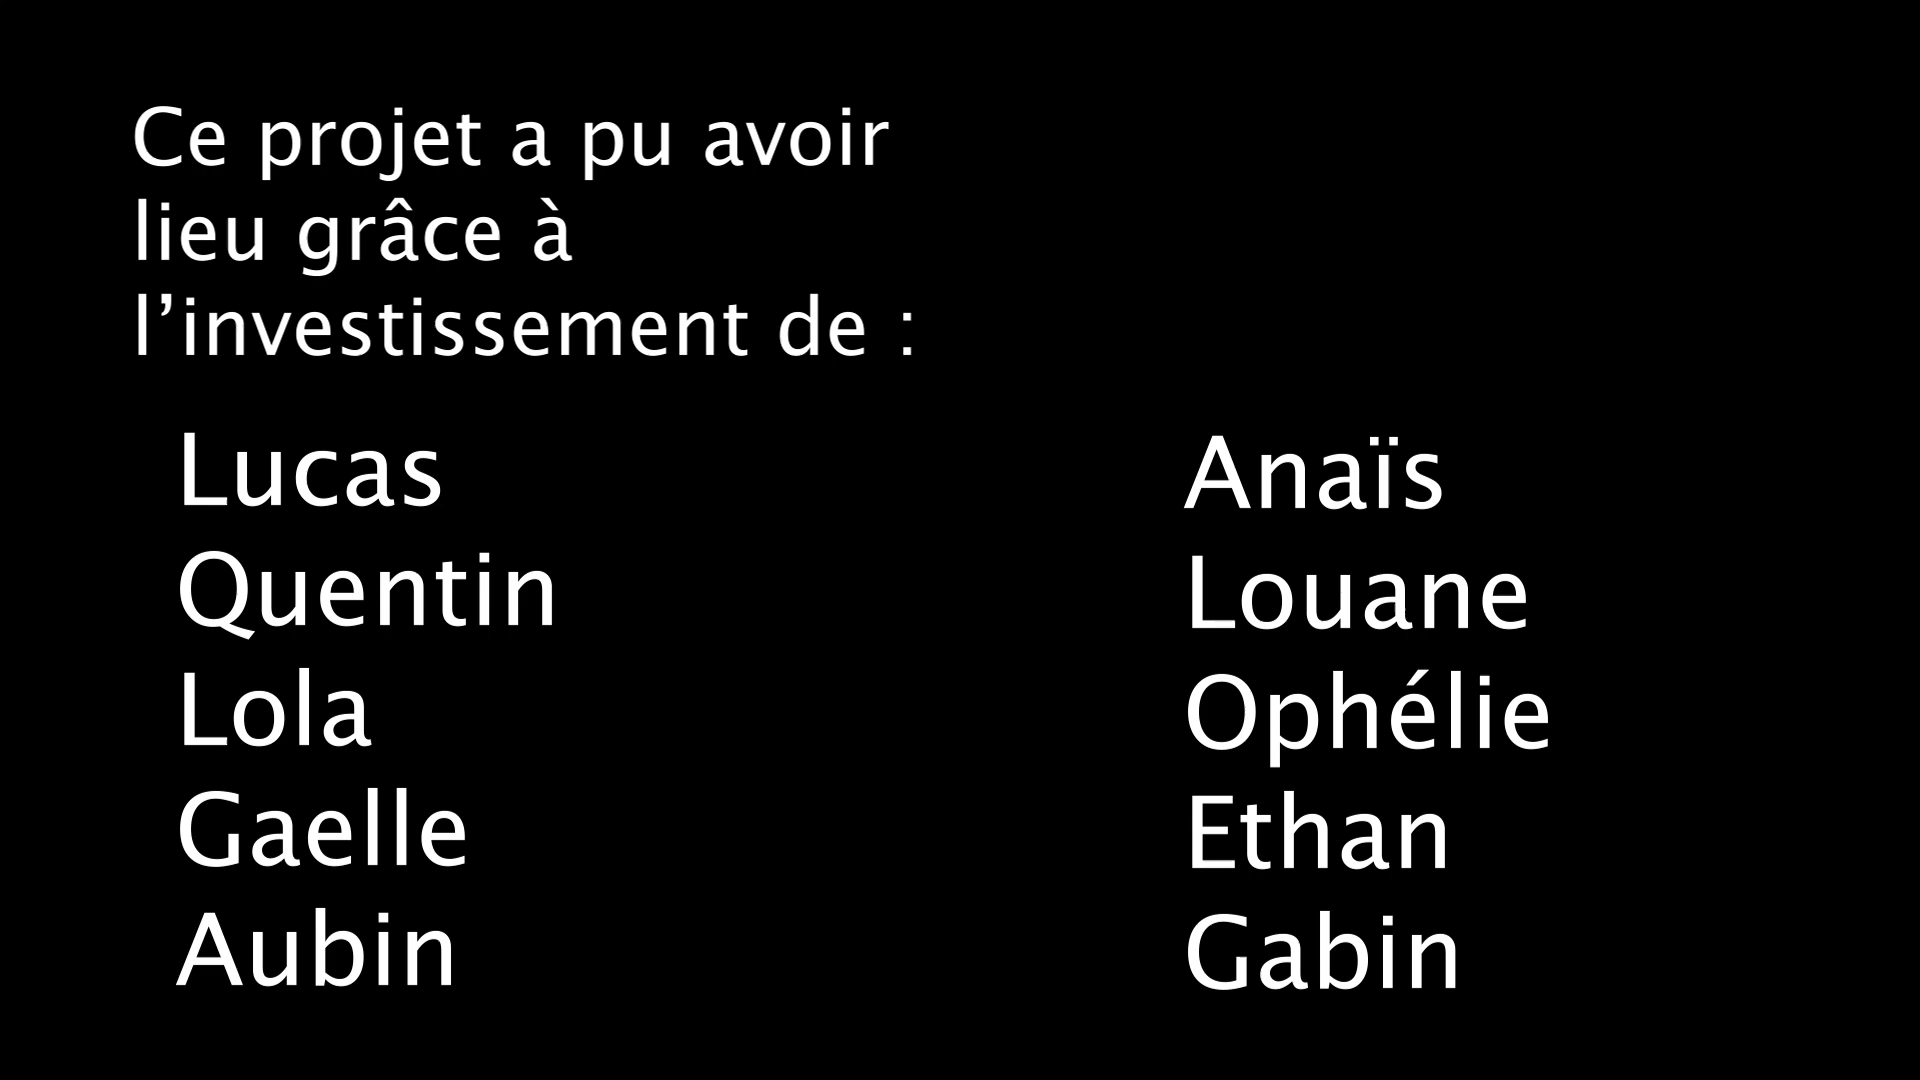 Ce projet a pu avoir
lieu grâce à
l’investissement de :
Lucas
Quentin
Lola
Gaelle
Aubin
Anaïs
Louane
Ophélie
Ethan
Gabin